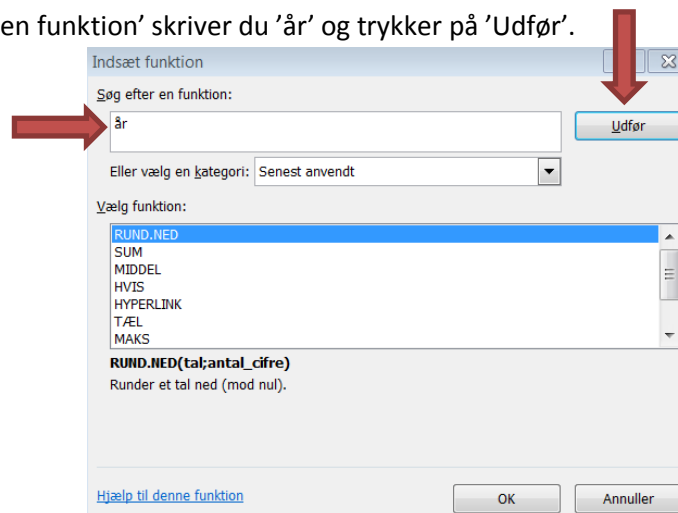 en funktion’ skriver du ’år’ og trykker på ’Udfør’.
Indsæt funktion
Søg efter en funktion:
år
Udfør
Eller vælg en kategori: Senest anvendt
Vælg funktion:
RUND.NED
SUM
MIDDEL
HVIS
HYPERLINK
TÆL
MAKS
RUND.NED(tal;antal_cifre)
Runder et tal ned (mod nul).
Hjælp til denne funktion
OK
Annuller